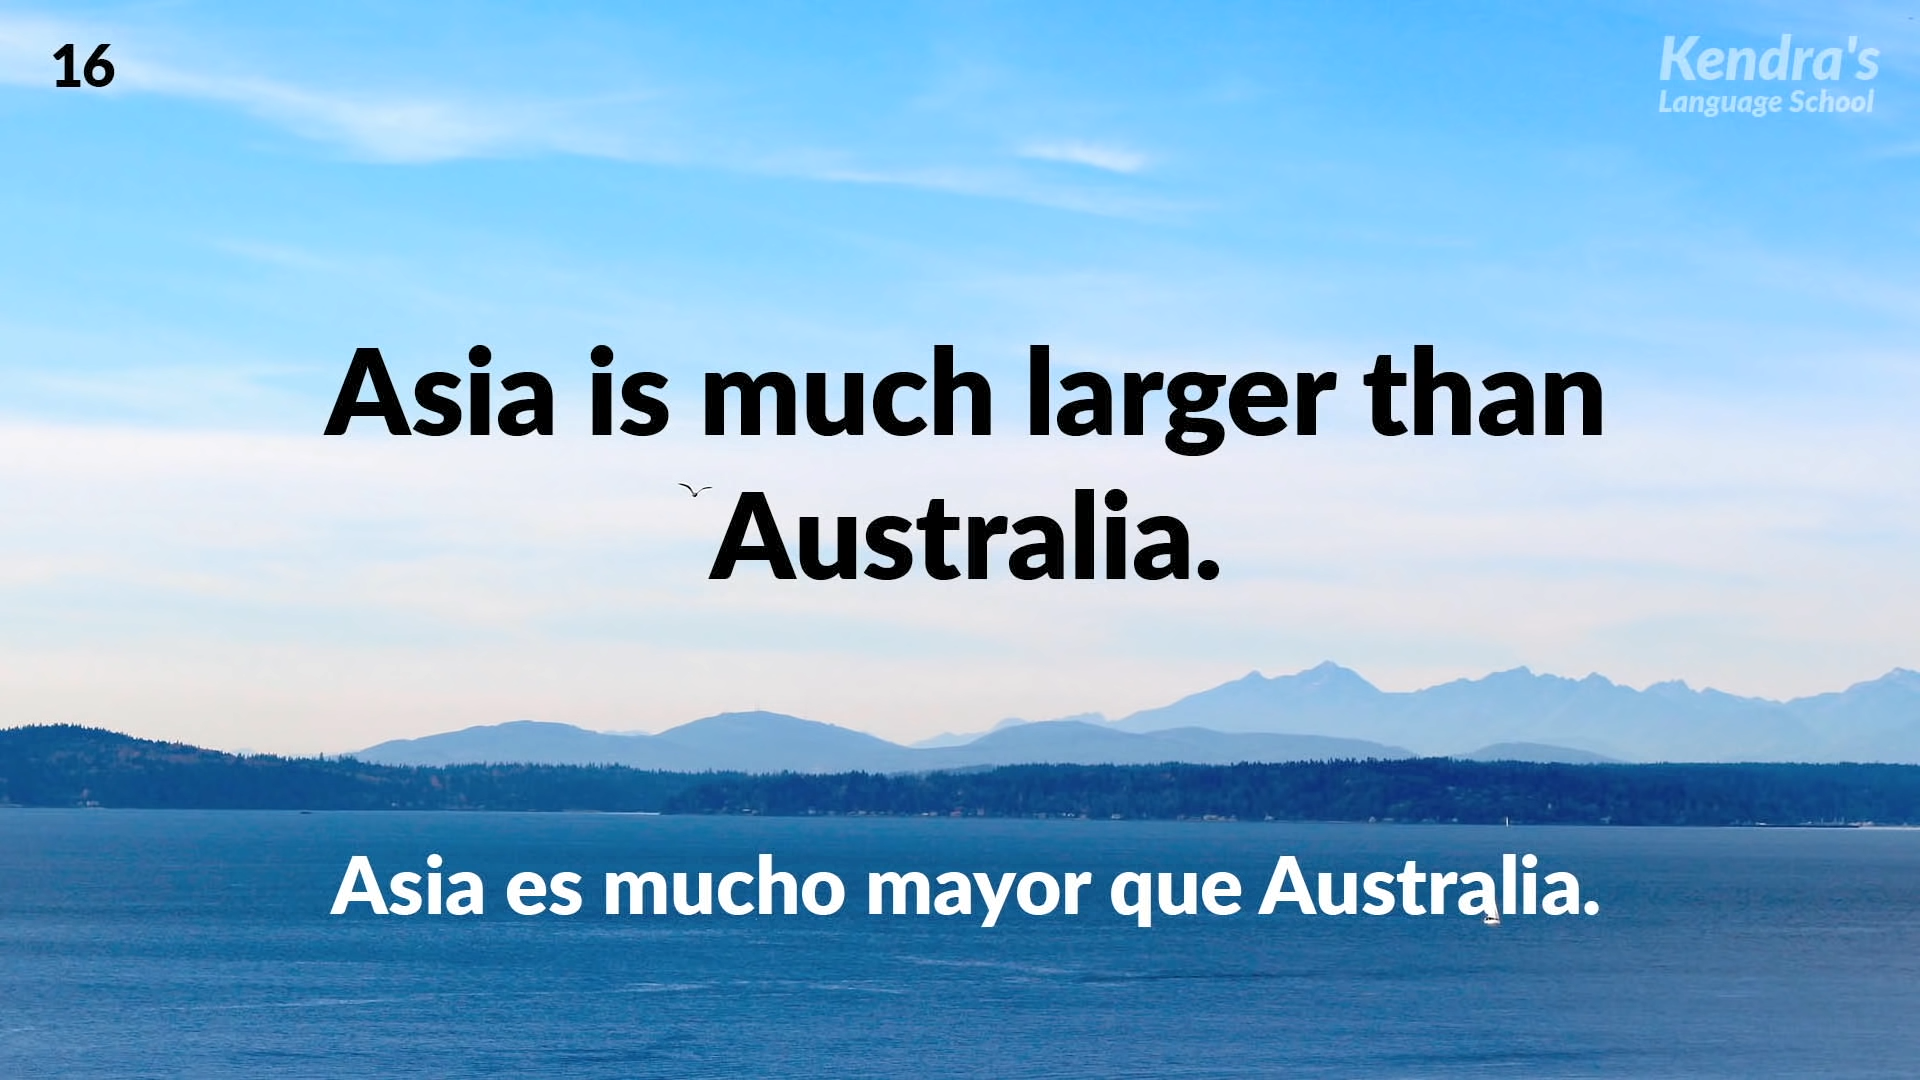 16
Kendra's
Language School
Asia is much larger than
Australia.
Asia es mucho mayor que Australia.